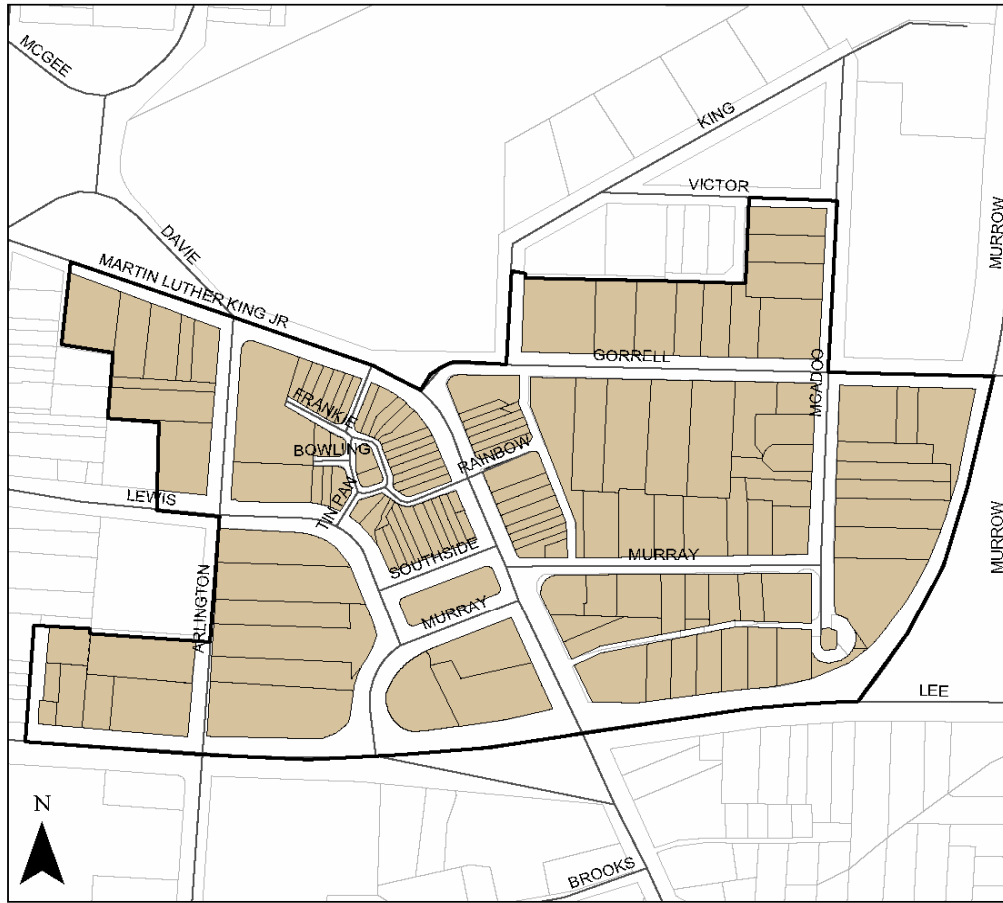 MCGEE
KING
VICTOR
MURROW
DAVIE
MARTIN LUTHER KING JR
GORRELL
MCADOO
FRANKIE
BOWLING
RAINBOW
LEWIS
TIN PAN
SOUTHSIDE
MURRAY
MURROW
ARLINGTON
MURRAY
LEE
N
BROOKS